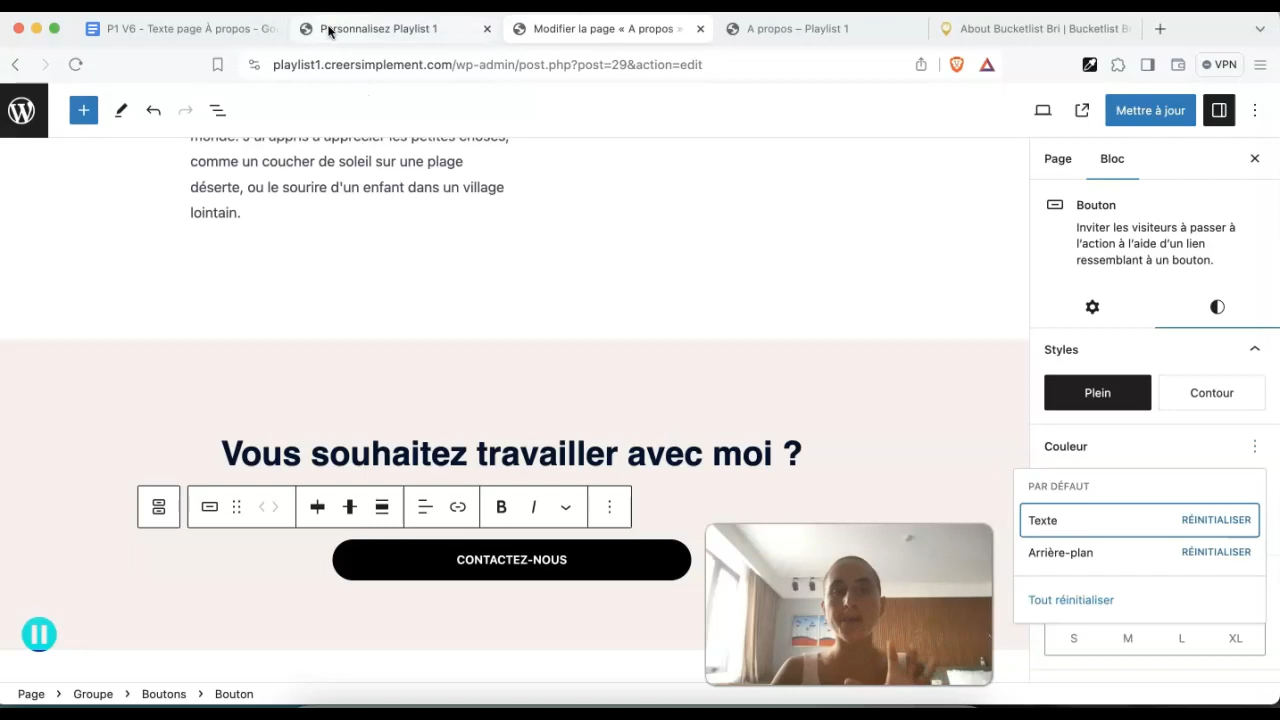 P1 V6 - Texte page À propos - Go
Personnalisez Playlist 1
Modifier la page « A propos »
A propos – Playlist 1
About Bucketlist Bri | Bucketlist Br
playlist1.creersimplement.com/wp-admin/post.php?post=29&action=edit
VPN
Mettre à jour
monde. J'ai appris à apprécier les petites choses,
comme un coucher de soleil sur une plage
déserte, ou le sourire d'un enfant dans un village
lointain.
Vous souhaitez travailler avec moi ?
B I
CONTACTEZ-NOUS
Page Bloc
Bouton
Inviter les visiteurs à passer à
l'action à l'aide d'un lien
ressemblant à un bouton.
Styles
Plein Contour
Couleur
PAR DÉFAUT
Texte RÉINITIALISER
Arrière-plan RÉINITIALISER
Tout réinitialiser
S M L XL
Page > Groupe > Boutons > Bouton